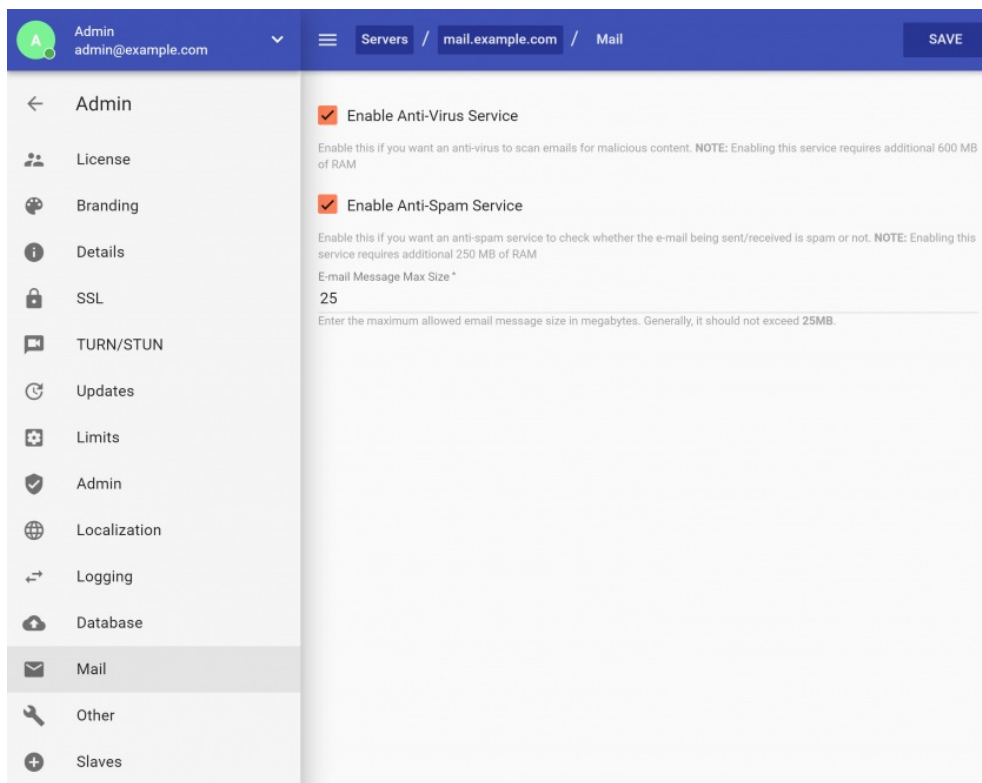 A
Admin
admin@example.com
Servers / mail.example.com / Mail
SAVE
Admin
License
Branding
Details
SSL
TURN/STUN
Updates
Limits
Admin
Localization
Logging
Database
Mail
Other
Slaves
Enable Anti-Virus Service
Enable this if you want an anti-virus to scan emails for malicious content. NOTE: Enabling this service requires additional 600 MB
of RAM
Enable Anti-Spam Service
Enable this if you want an anti-spam service to check whether the e-mail being sent/received is spam or not. NOTE: Enabling this
service requires additional 250 MB of RAM
E-mail Message Max Size *
25
Enter the maximum allowed email message size in megabytes. Generally, it should not exceed 25MB.